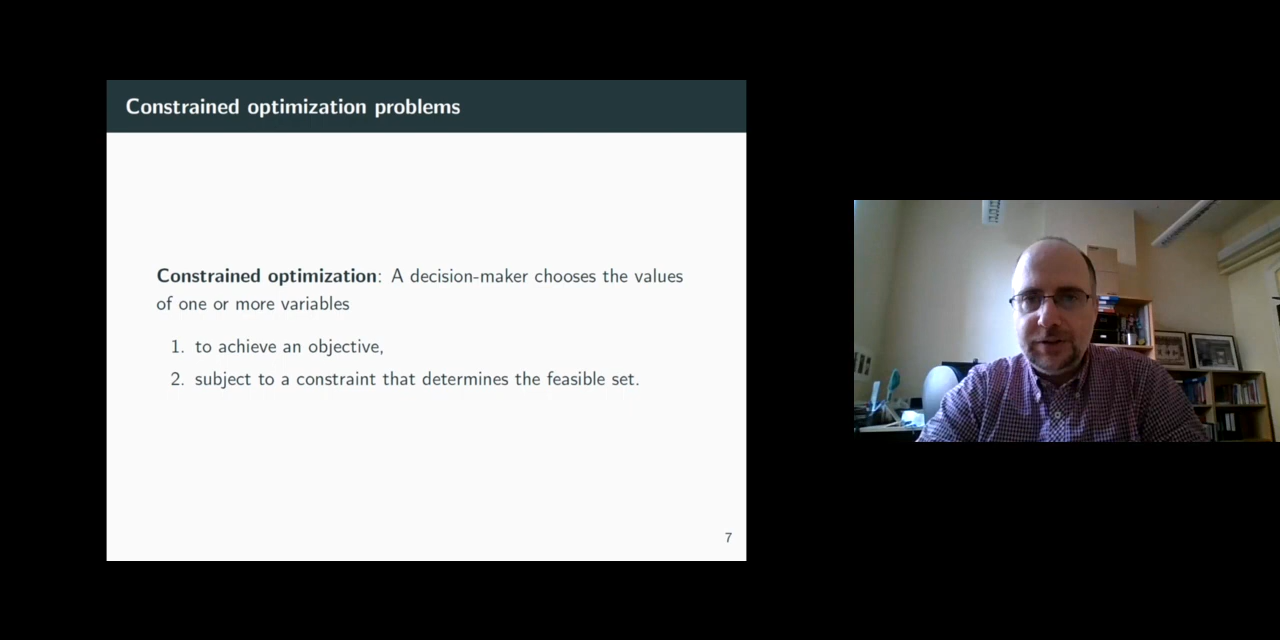 Constrained optimization problems
Constrained optimization: A decision-maker chooses the values
of one or more variables
1. to achieve an objective,
2. subject to a constraint that determines the feasible set.
7